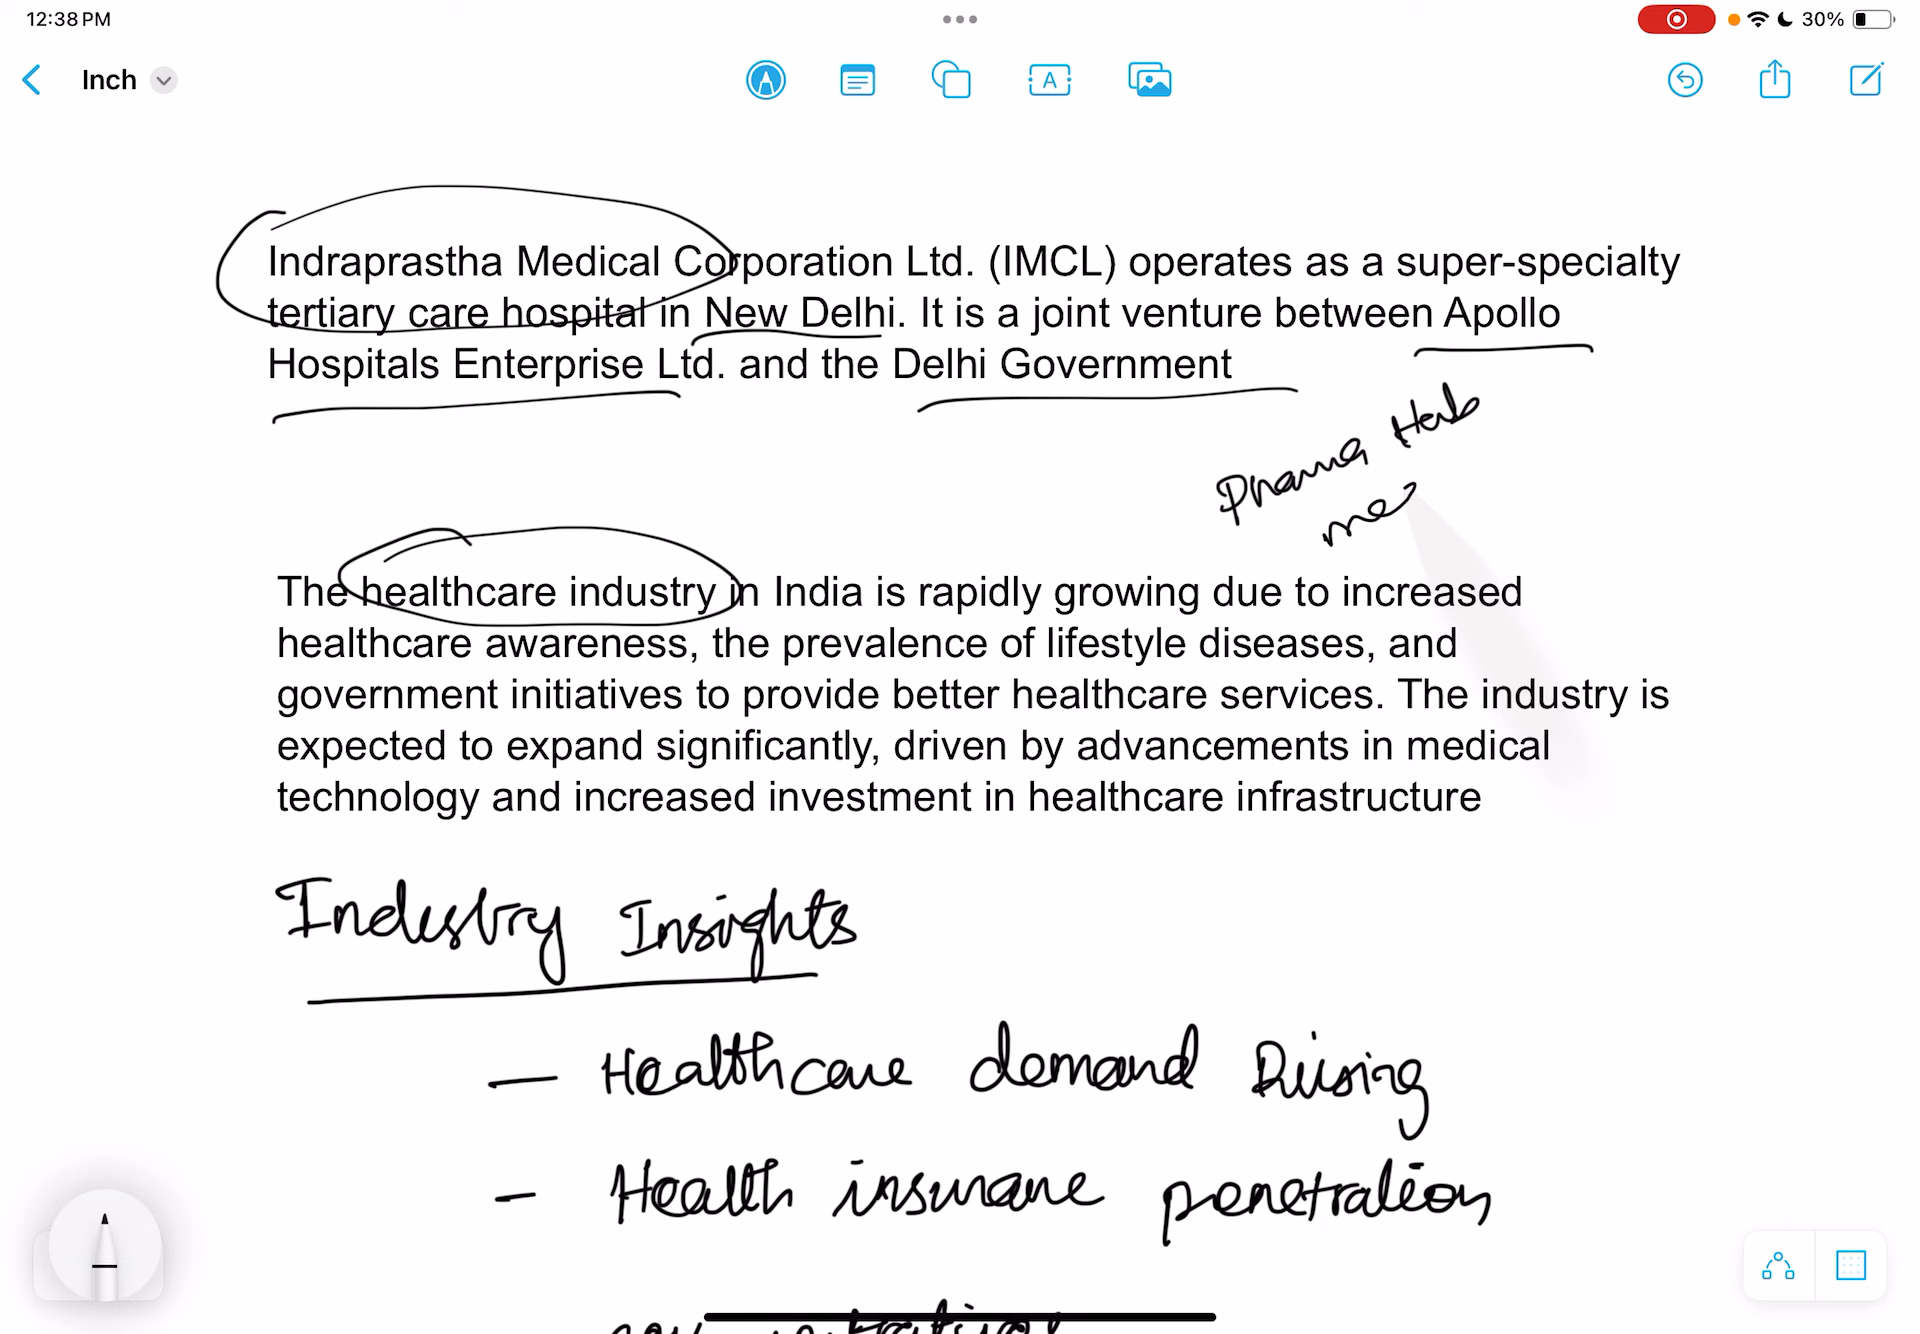 12:38 PM
30%
Inch
A
Indraprastha Medical Corporation Ltd. (IMCL) operates as a super-specialty
tertiary care hospital in New Delhi. It is a joint venture between Apollo
Hospitals Enterprise Ltd. and the Delhi Government
Pharma Hub
me
The healthcare industry in India is rapidly growing due to increased
healthcare awareness, the prevalence of lifestyle diseases, and
government initiatives to provide better healthcare services. The industry is
expected to expand significantly, driven by advancements in medical
technology and increased investment in healthcare infrastructure
Industry Insights
— Healthcare demand Rising
- Health insurance penetration